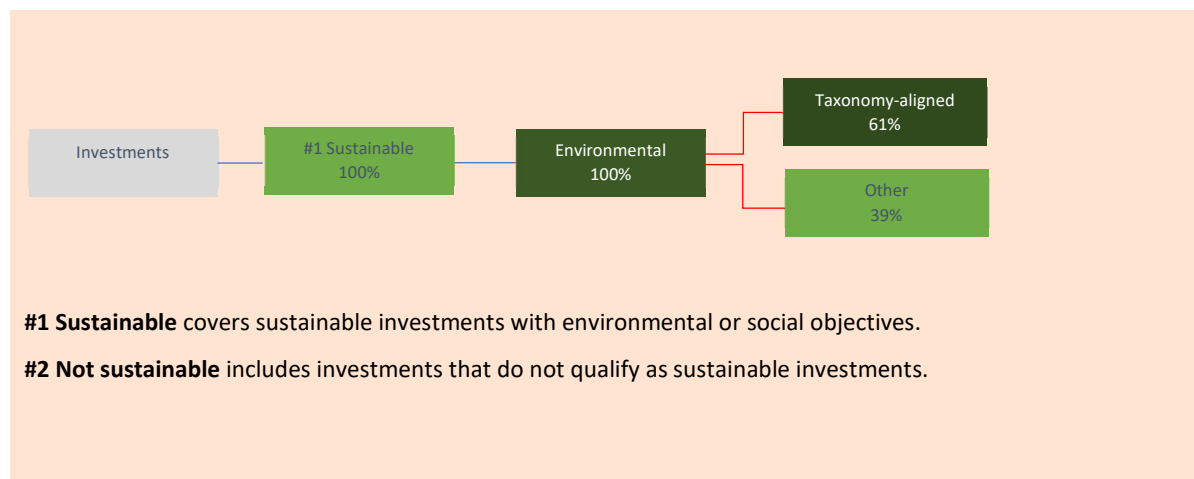 Taxonomy-aligned
61%
Investments
#1 Sustainable
100%
Environmental
100%
Other
39%
#1 Sustainable covers sustainable investments with environmental or social objectives.
#2 Not sustainable includes investments that do not qualify as sustainable investments.